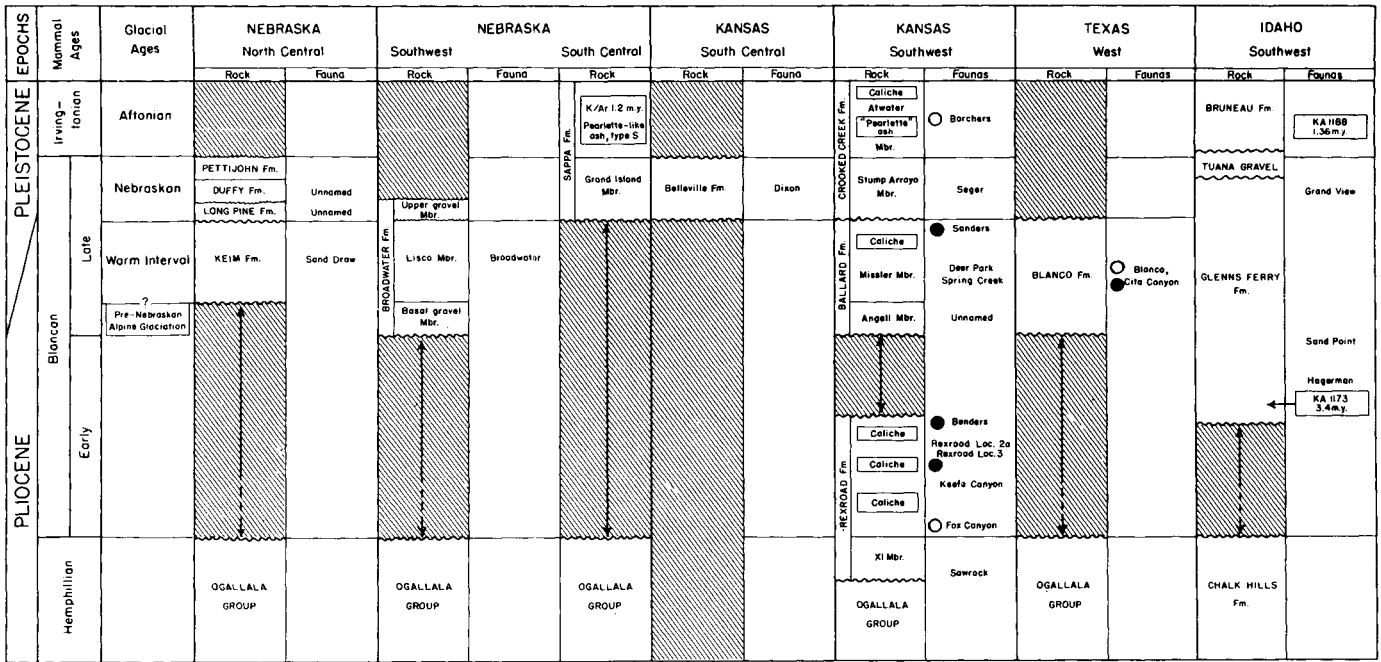 EPOCHS
Mammal Ages
Glacial Ages
NEBRASKA
North Central
NEBRASKA
Southwest
South Central
KANSAS
South Central
KANSAS
Southwest
TEXAS
West
IDAHO
Southwest
Rock
Fauna
Rock
Fauna
Rock
Rock
Fauna
Rock
Faunas
Rock
Faunas
Rock
Faunas
PLEISTOCENE
PLIOCENE
Irving-
tonian
Blancan
Late
Early
Hemphillian
Aftonian
Nebraskan
Warm Interval
?
Pre-Nebraskan
Alpine Glaciation
PETTIJOHN Fm.
DUFFY Fm.
LONG PINE Fm.
KEIM Fm.
OGALLALA
GROUP
Unnamed
Unnamed
Sand Draw
BROADWATER Fm.
Upper gravel
Mbr.
Lisco Mbr.
Basal gravel
Mbr.
OGALLALA
GROUP
Broadwater
SAPPA Fm.
K/Ar 1.2 m.y.
Pearlette-like
ash, type S
Grand Island
Mbr.
OGALLALA
GROUP
Belleville Fm.
Dixon
CROOKED CREEK Fm.
Caliche
Atwater
"Pearlette"
ash
Mbr.
Stump Arroyo
Mbr.
BALLARD Fm.
Caliche
Missler Mbr.
Angell Mbr.
REXROAD Fm
Caliche
Caliche
Caliche
XI Mbr.
OGALLALA
GROUP
Borchers
Seger
Sanders
Deer Park
Spring Creek
Unnamed
Benders
Rexroad Loc. 2a
Rexroad Loc. 3
Keefe Canyon
Fox Canyon
Sawrock
BLANCO Fm.
OGALLALA
GROUP
Blanco,
Cita Canyon
BRUNEAU Fm.
TUANA GRAVEL
GLENNS FERRY
Fm.
CHALK HILLS
Fm.
KA 1188
1.36 m.y.
Grand View
Sand Point
Hagerman
KA 1173
3.4 m.y.